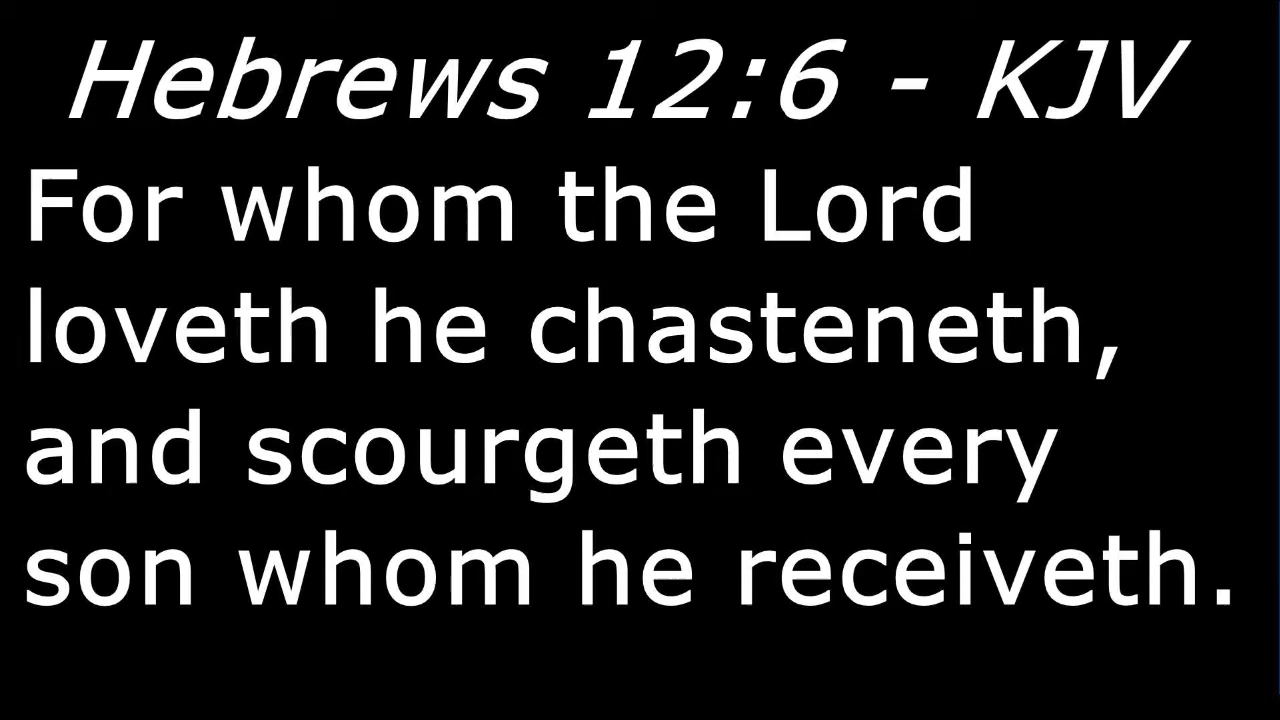 Hebrews 12:6 - KJV
For whom the Lord
loveth he chasteneth,
and scourgeth every
son whom he receiveth.